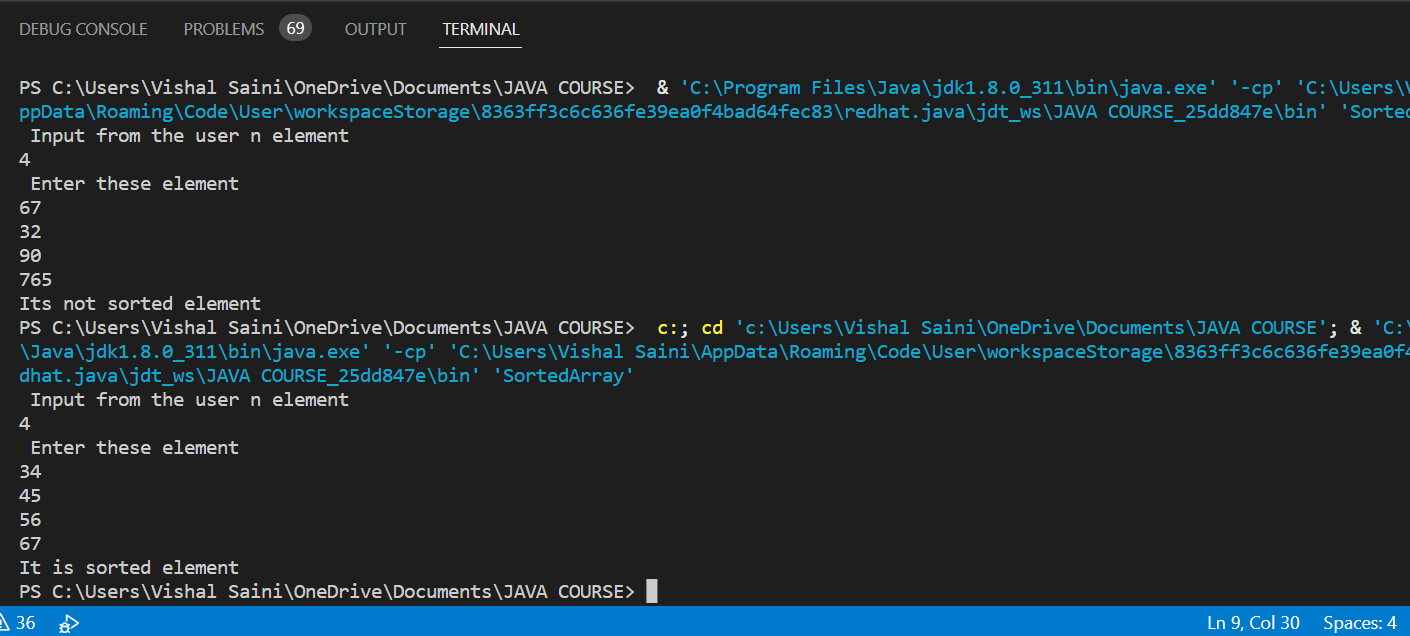 DEBUG CONSOLE PROBLEMS 69 OUTPUT TERMINAL
PS C:\Users\Vishal Saini\OneDrive\Documents\JAVA COURSE>  & 'C:\Program Files\Java\jdk1.8.0_311\bin\java.exe' '-cp' 'C:\Users\
ppData\Roaming\Code\User\workspaceStorage\8363ff3c6c636fe39ea0f4bad64fec83\redhat.java\jdt_ws\JAVA COURSE_25dd847e\bin' 'Sorted
Input from the user n element
4
Enter these element
67
32
90
765
Its not sorted element
PS C:\Users\Vishal Saini\OneDrive\Documents\JAVA COURSE>  c:; cd 'c:\Users\Vishal Saini\OneDrive\Documents\JAVA COURSE'; & 'C:
\Java\jdk1.8.0_311\bin\java.exe' '-cp' 'C:\Users\Vishal Saini\AppData\Roaming\Code\User\workspaceStorage\8363ff3c6c636fe39ea0f4
dhat.java\jdt_ws\JAVA COURSE_25dd847e\bin' 'SortedArray'
Input from the user n element
4
Enter these element
34
45
56
67
It is sorted element
PS C:\Users\Vishal Saini\OneDrive\Documents\JAVA COURSE>
36 Ln 9, Col 30 Spaces: 4